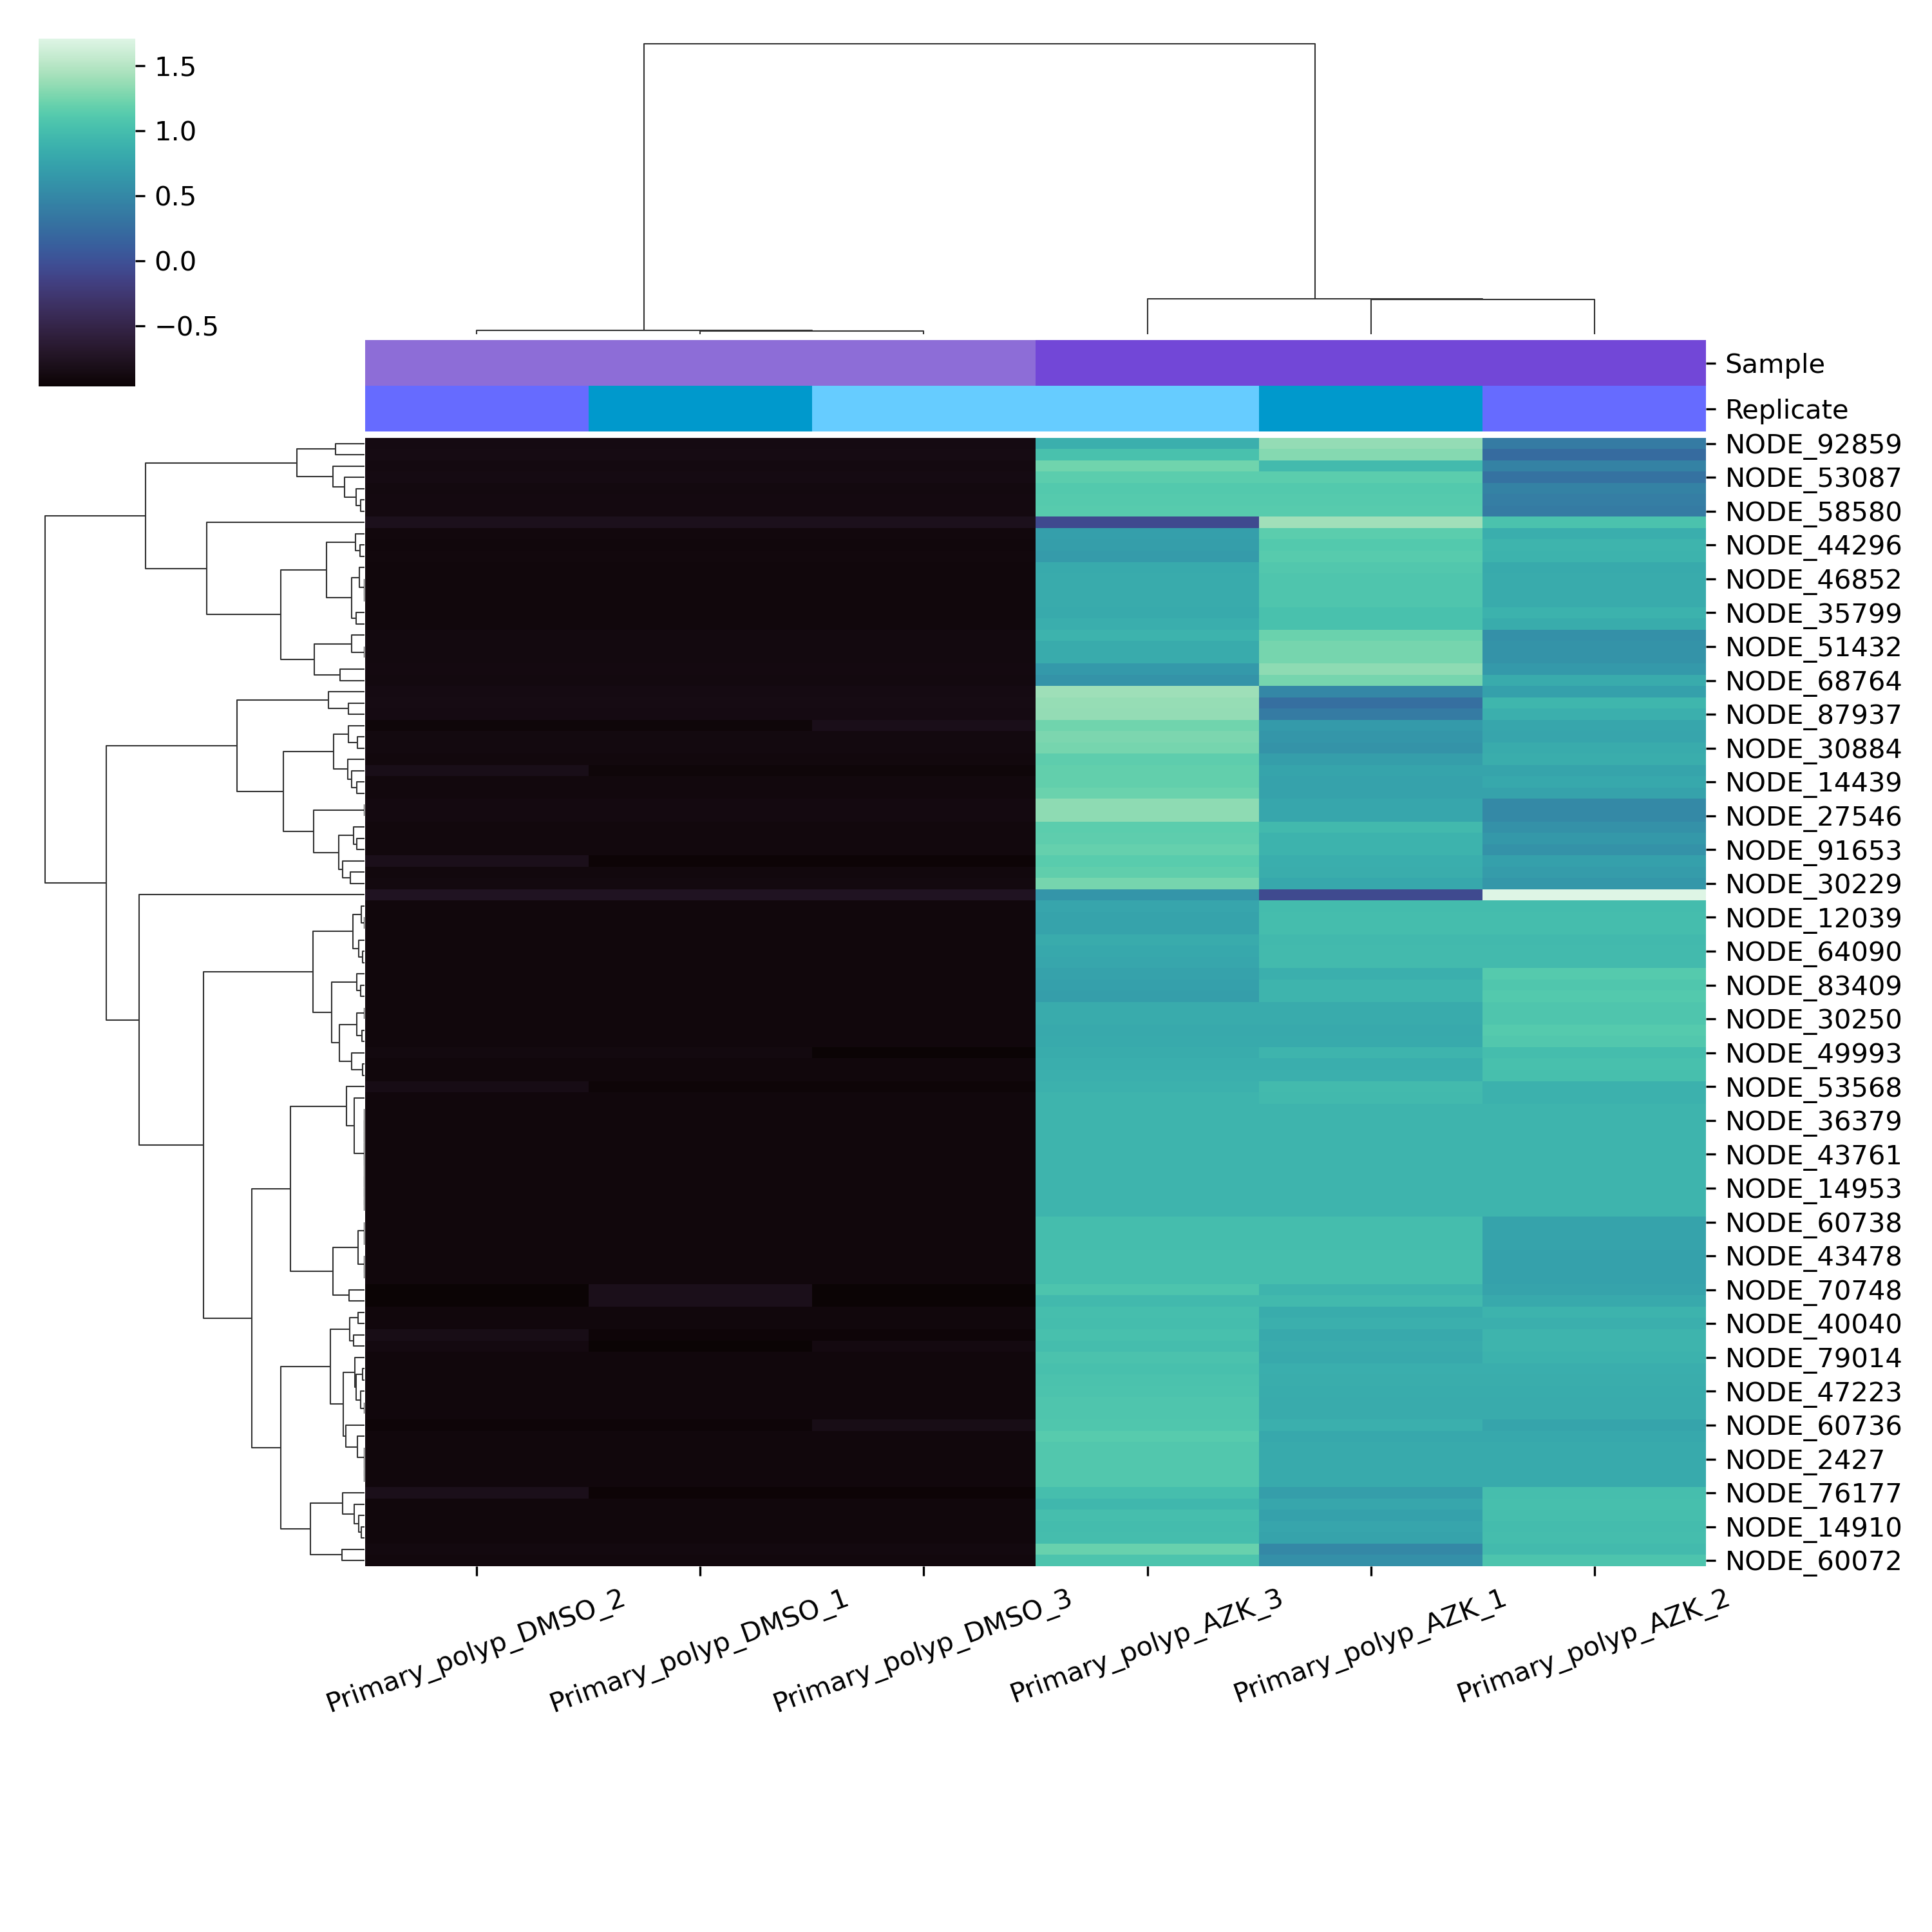 1.5
1.0
0.5
0.0
−0.5
Sample
Replicate
NODE_92859
NODE_53087
NODE_58580
NODE_44296
NODE_46852
NODE_35799
NODE_51432
NODE_68764
NODE_87937
NODE_30884
NODE_14439
NODE_27546
NODE_91653
NODE_30229
NODE_12039
NODE_64090
NODE_83409
NODE_30250
NODE_49993
NODE_53568
NODE_36379
NODE_43761
NODE_14953
NODE_60738
NODE_43478
NODE_70748
NODE_40040
NODE_79014
NODE_47223
NODE_60736
NODE_2427
NODE_76177
NODE_14910
NODE_60072
Primary_polyp_DMSO_2
Primary_polyp_DMSO_1
Primary_polyp_DMSO_3
Primary_polyp_AZK_3
Primary_polyp_AZK_1
Primary_polyp_AZK_2